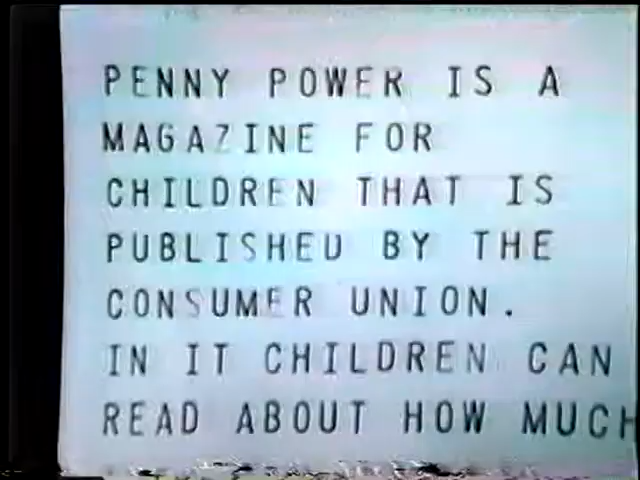 PENNY POWER IS A
MAGAZINE FOR
CHILDREN THAT IS
PUBLISHED BY THE
CONSUMER UNION.
IN IT CHILDREN CAN
READ ABOUT HOW MUCH